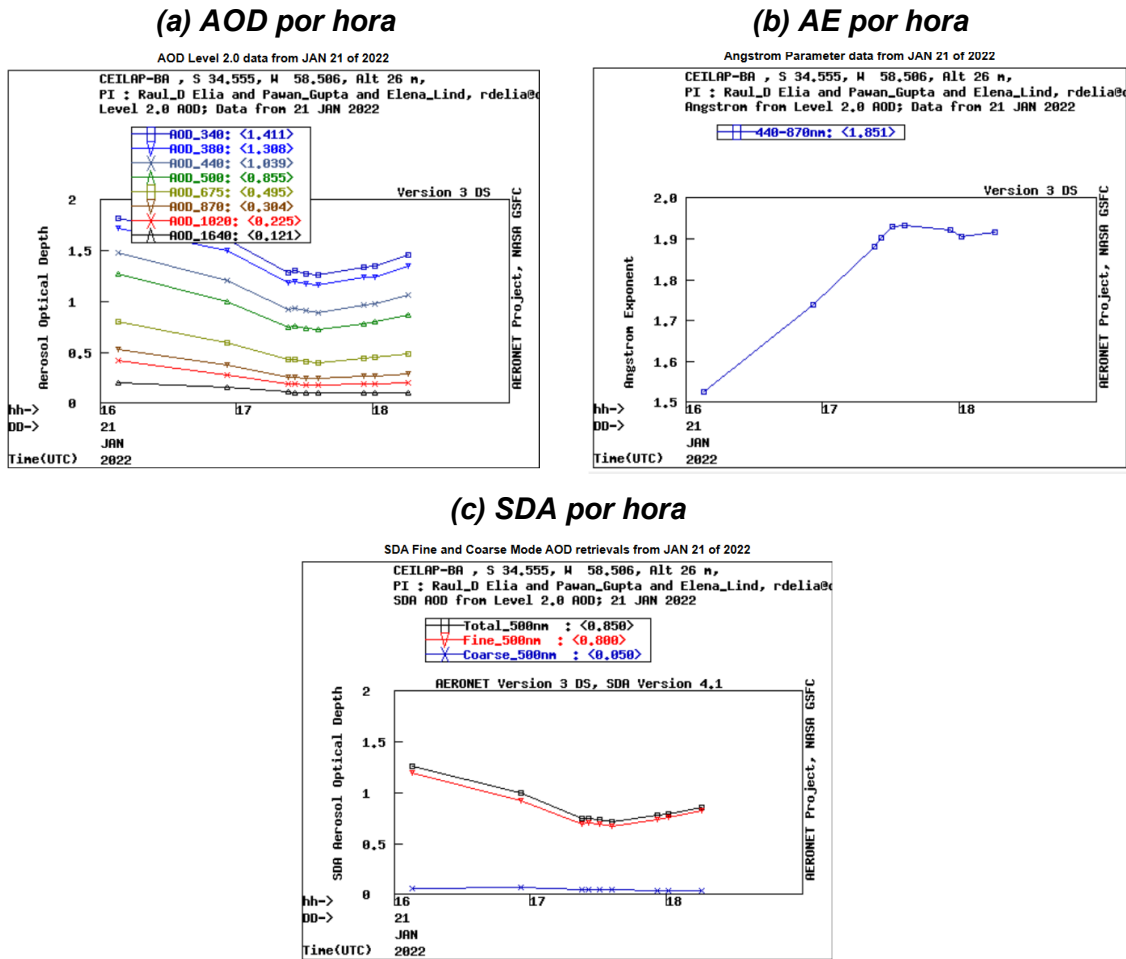 (a) AOD por hora
AOD Level 2.0 data from JAN 21 of 2022
CEILAP-BA , S 34.555, W 58.506, Alt 26 m,
PI : Raul_D Elia and Pawan_Gupta and Elena_Lind, rdelia@
Level 2.0 AOD; Data from 21 JAN 2022
AOD_340: <1.411>
AOD_380: <1.308>
AOD_440: <1.039>
AOD_500: <0.855>
AOD_675: <0.495>
AOD_870: <0.304>
AOD_1020: <0.225>
AOD_1640: <0.121>
Version 3 DS
Aerosol Optical Depth
2
1.5
1
0.5
0
AERONET Project, NASA GSFC
hh-> 16 17 18
DD-> 21
JAN
Time(UTC) 2022
(b) AE por hora
Angstrom Parameter data from JAN 21 of 2022
CEILAP-BA , S 34.555, W 58.506, Alt 26 m,
PI : Raul_D Elia and Pawan_Gupta and Elena_Lind, rdelia@
Angstrom from Level 2.0 AOD; Data from 21 JAN 2022
440-870nm: <1.851>
Version 3 DS
Angstrom Exponent
2.0
1.9
1.8
1.7
1.6
1.5
AERONET Project, NASA GSFC
hh-> 16 17 18
DD-> 21
JAN
Time(UTC) 2022
(c) SDA por hora
SDA Fine and Coarse Mode AOD retrievals from JAN 21 of 2022
CEILAP-BA , S 34.555, W 58.506, Alt 26 m,
PI : Raul_D Elia and Pawan_Gupta and Elena_Lind, rdelia@
SDA AOD from Level 2.0 AOD; 21 JAN 2022
Total_500nm : <0.850>
Fine_500nm : <0.800>
Coarse_500nm : <0.050>
AERONET Version 3 DS, SDA Version 4.1
SDA Aerosol Optical Depth
2
1.5
1
0.5
0
AERONET Project, NASA GSFC
hh-> 16 17 18
DD-> 21
JAN
Time(UTC) 2022